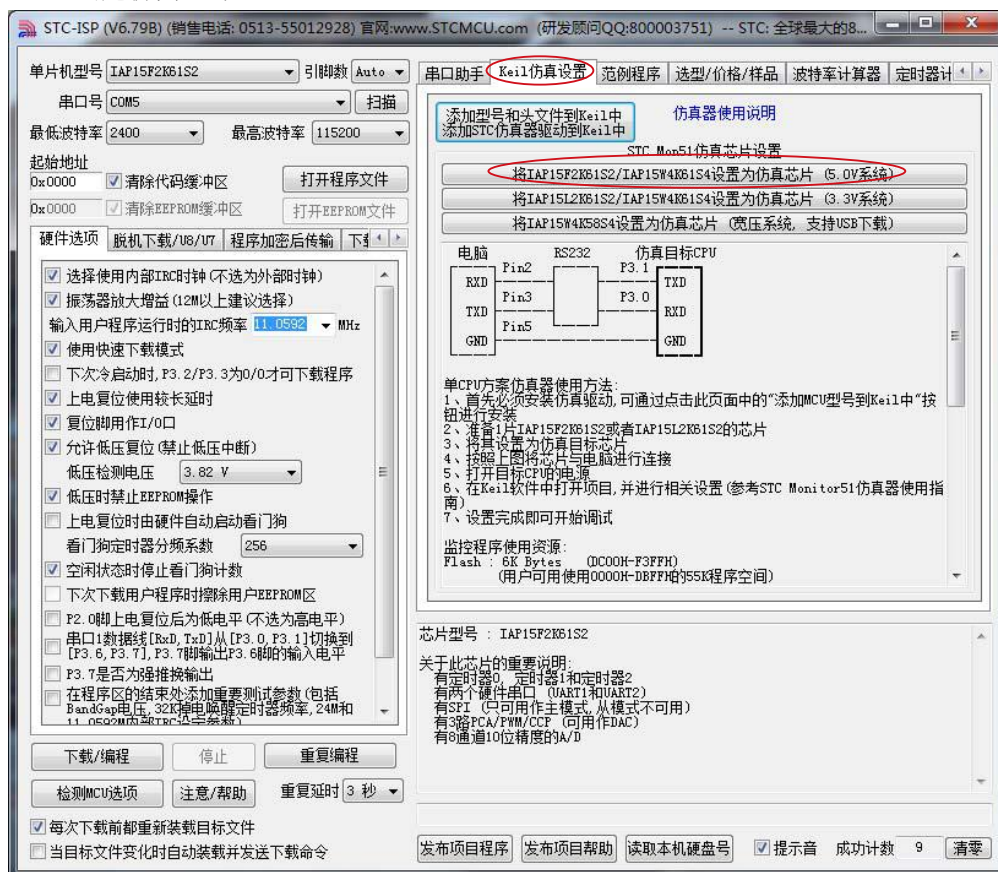 STC-ISP (V6.79B) (销售电话: 0513-55012928) 官网:www.STCMCU.com (研发顾问QQ:800003751) -- STC: 全球最大的8...
单片机型号 IAP15F2K61S2 引脚数 Auto
串口号 COM5 扫描
最低波特率 2400 最高波特率 115200
起始地址
0x0000 清除代码缓冲区 打开程序文件
0x0000 清除EEPROM缓冲区 打开EEPROM文件
硬件选项 脱机下载/U8/U7 程序加密后传输
选择使用内部IRC时钟(不选为外部时钟)
振荡器放大增益(12M以上建议选择)
输入用户程序运行时的IRC频率 11.0592 MHz
使用快速下载模式
下次冷启动时,P3.2/P3.3为0/0才可下载程序
上电复位使用较长延时
复位脚用作I/O口
允许低压复位(禁止低压中断)
低压检测电压 3.82 V
低压时禁止EEPROM操作
上电复位时由硬件自动启动看门狗
看门狗定时器分频系数 256
空闲状态时停止看门狗计数
下次下载用户程序时擦除用户EEPROM区
P2.0脚上电复位后为低电平(不选为高电平)
串口1数据线[RxD,TxD]从[P3.0,P3.1]切换到
[P3.6,P3.7],P3.7脚输出P3.6脚的输入电平
P3.7是否为强推挽输出
在程序区的结束处添加重要测试参数(包括
BandGap电压,32K掉电唤醒定时器频率,24M和
11.0592M内部IRC设定参数)
下载/编程 停止 重复编程
检测MCU选项 注意/帮助 重复延时 3 秒
每次下载前都重新装载目标文件
当目标文件变化时自动装载并发送下载命令
串口助手 Keil仿真设置 范例程序 选型/价格/样品 波特率计算器 定时器计
添加型号和头文件到Keil中
添加STC仿真器驱动到Keil中
仿真器使用说明
STC Mon51仿真芯片设置
将IAP15F2K61S2/IAP15W4K61S4设置为仿真芯片 (5.0V系统)
将IAP15L2K61S2/IAP15W4K61S4设置为仿真芯片 (3.3V系统)
将IAP15W4K58S4设置为仿真芯片 (宽压系统, 支持USB下载)
电脑 RS232 仿真目标CPU
Pin2 P3.1
RXD TXD
Pin3 P3.0
TXD RXD
Pin5
GND GND
单CPU方案仿真器使用方法:
1、首先必须安装仿真驱动,可通过点击此页面中的"添加MCU型号到Keil中"按
钮进行安装
2、准备1片IAP15F2K61S2或者IAP15L2K61S2的芯片
3、将其设置为仿真目标芯片
4、按照上图将芯片与电脑进行连接
5、打开目标CPU的电源
6、在Keil软件中打开项目,并进行相关设置(参考STC Monitor51仿真器使用指
南)
7、设置完成即可开始调试
监控程序使用资源:
Flash : 6K Bytes (DC00H-F3FFH)
(用户可用使用0000H-DBFFH的55K程序空间)
芯片型号 : IAP15F2K61S2
关于此芯片的重要说明:
有定时器0, 定时器1和定时器2
有两个硬件串口 (UART1和UART2)
有SPI (只可用作主模式,从模式不可用)
有3路PCA/PWM/CCP (可用作DAC)
有8通道10位精度的A/D
发布项目程序 发布项目帮助 读取本机硬盘号 提示音 成功计数 9 清零